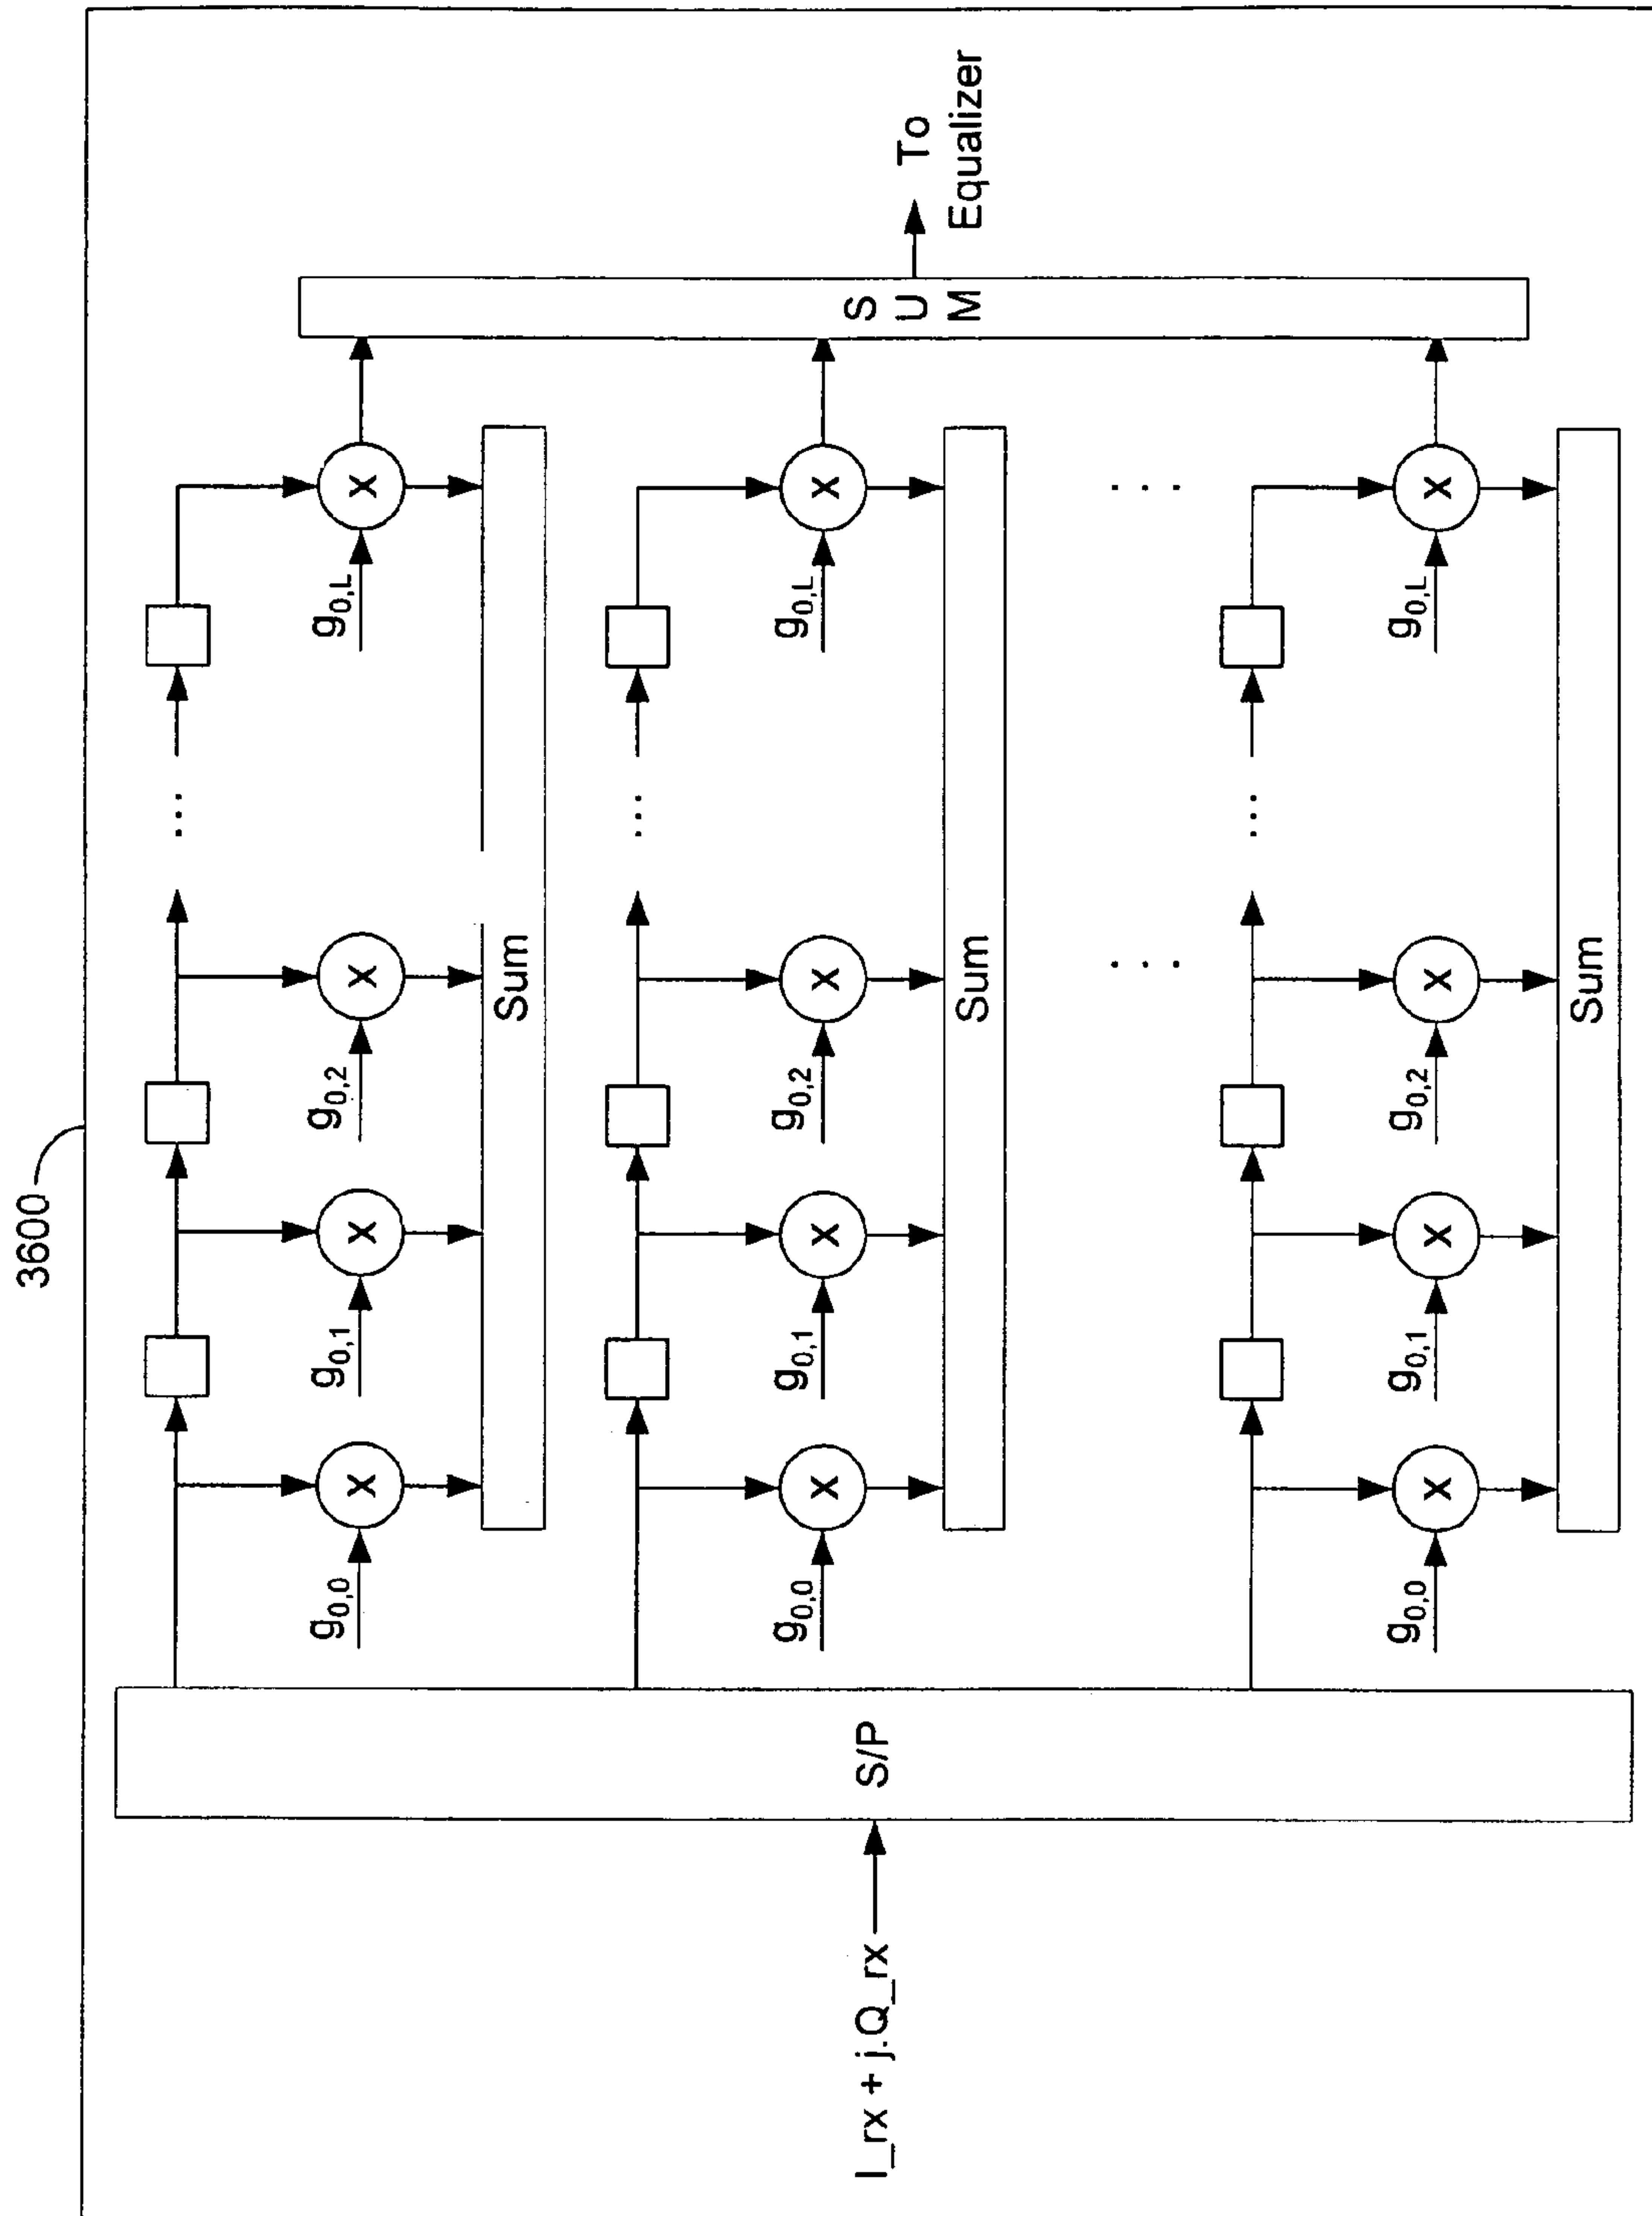 3600
I_rx + j.Q_rx
S/P
g0,0
X
g0,1
X
g0,2
X
...
g0,L
X
Sum
g0,0
X
g0,1
X
g0,2
X
...
g0,L
X
Sum
...
...
g0,0
X
g0,1
X
g0,2
X
...
g0,L
X
Sum
SUM
To
Equalizer